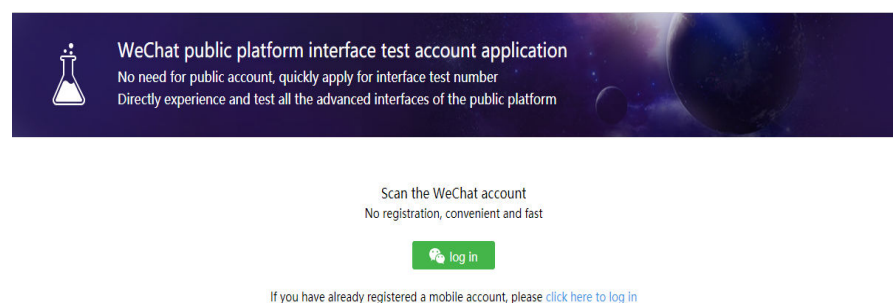 WeChat public platform interface test account application
No need for public account, quickly apply for interface test number
Directly experience and test all the advanced interfaces of the public platform
Scan the WeChat account
No registration, convenient and fast
log in
If you have already registered a mobile account, please click here to log in